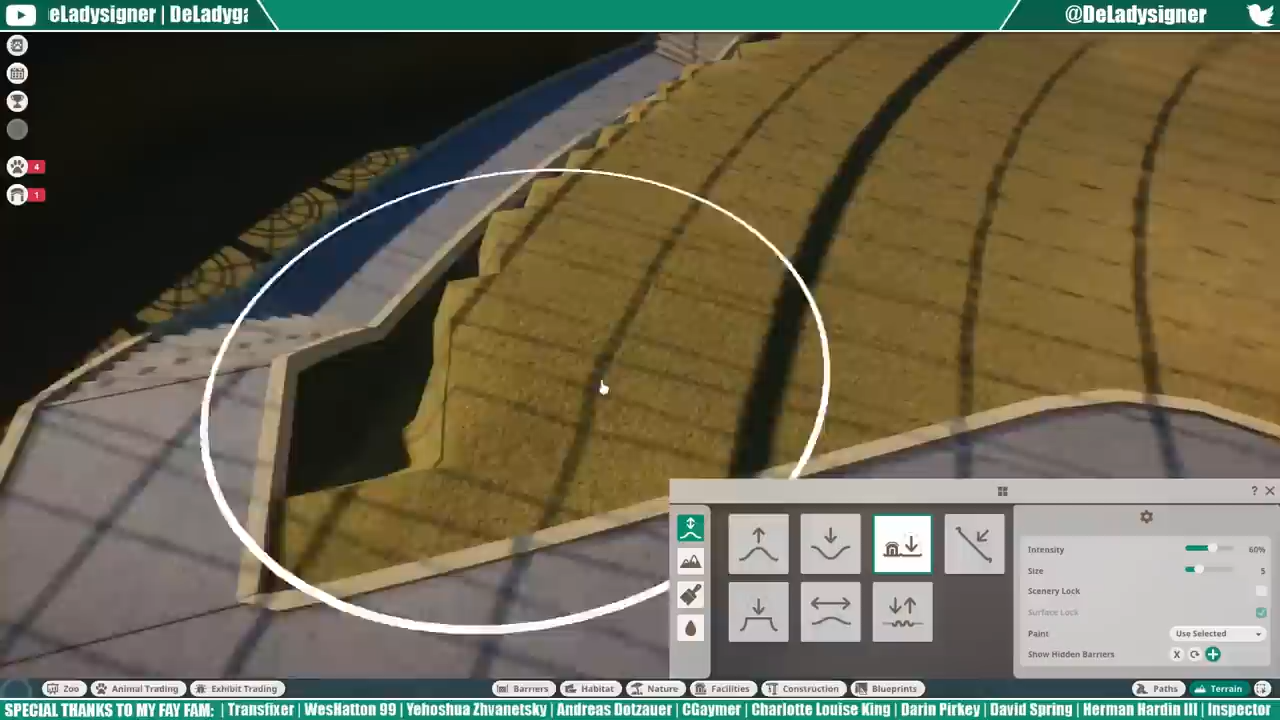 eLadysigner | DeLadyga
@DeLadysigner
4
1
?
Intensity 60%
Size 5
Scenery Lock
Surface Lock
Paint Use Selected
Show Hidden Barriers
Zoo Animal Trading Exhibit Trading Barriers Habitat Nature Facilities Construction Blueprints Paths Terrain
SPECIAL THANKS TO MY FAY FAM: | Transfixer | WesHatton 99 | Yehoshua Zhvanetsky | Andreas Dotzauer | CGaymer | Charlotte Louise King | Darin Pirkey | David Spring | Herman Hardin III | Inspector